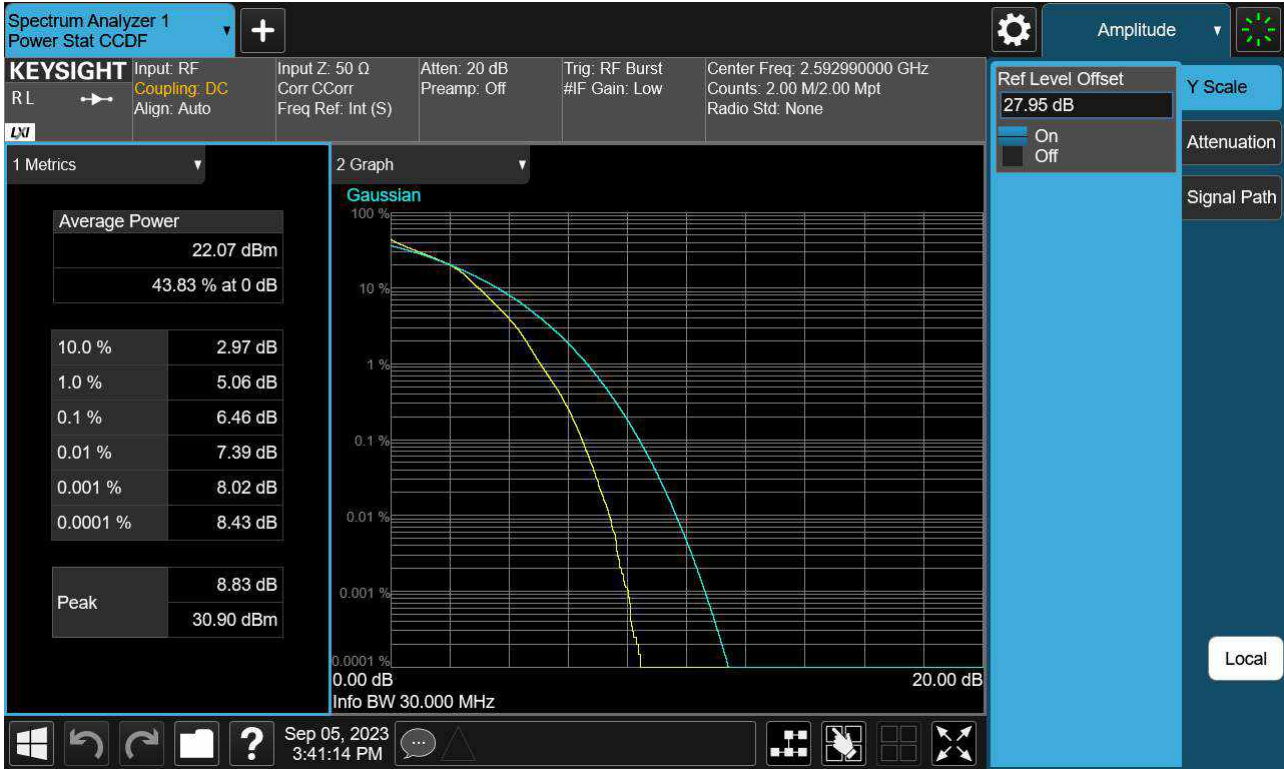 Spectrum Analyzer 1
Power Stat CCDF
Amplitude
KEYSIGHT
R L
LXI
Input: RF
Coupling: DC
Align: Auto
Input Z: 50 Ω
Corr CCorr
Freq Ref: Int (S)
Atten: 20 dB
Preamp: Off
Trig: RF Burst
#IF Gain: Low
Center Freq: 2.592990000 GHz
Counts: 2.00 M/2.00 Mpt
Radio Std: None
Ref Level Offset
27.95 dB
On
Off
Y Scale
Attenuation
Signal Path
Local
1 Metrics
Average Power
22.07 dBm
43.83 % at 0 dB
10.0 % 2.97 dB
1.0 % 5.06 dB
0.1 % 6.46 dB
0.01 % 7.39 dB
0.001 % 8.02 dB
0.0001 % 8.43 dB
Peak
8.83 dB
30.90 dBm
2 Graph
Gaussian
100 %
10 %
1 %
0.1 %
0.01 %
0.001 %
0.0001 %
0.00 dB 20.00 dB
Info BW 30.000 MHz
?
Sep 05, 2023
3:41:14 PM